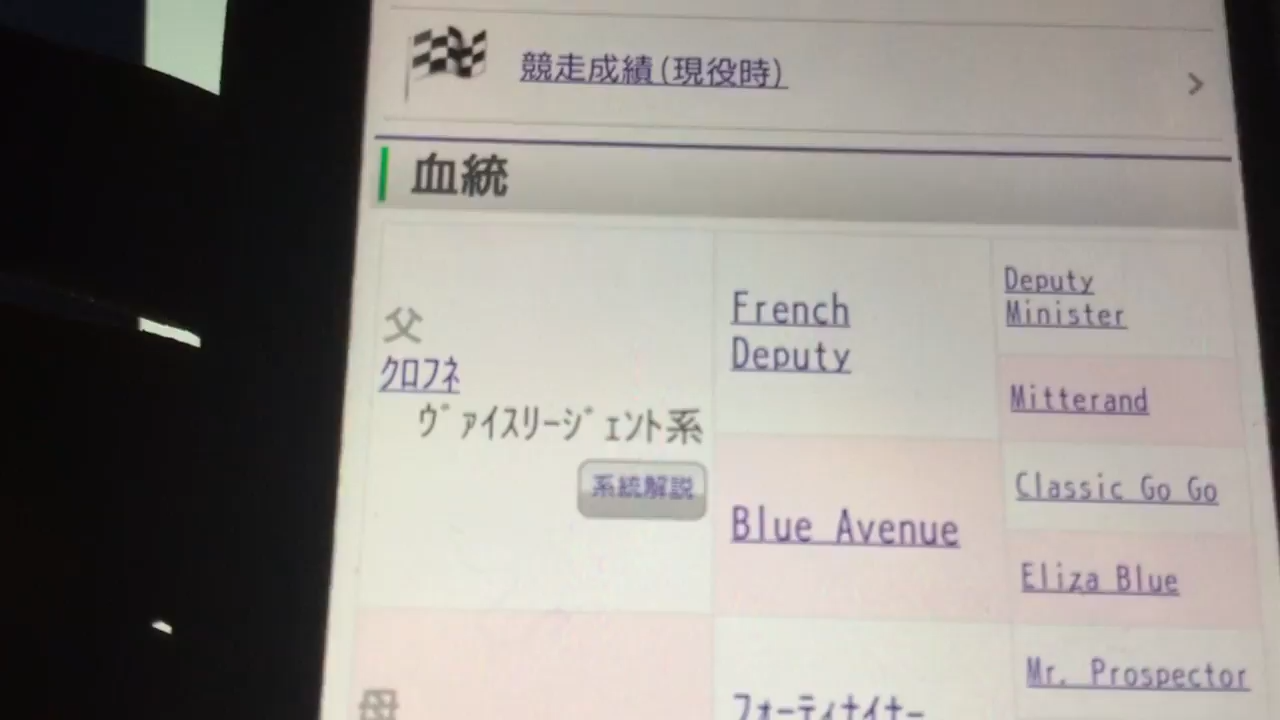 競走成績(現役時)
血統
父
ｸﾛﾌﾈ
ｳﾞｧｲｽﾘｰｼﾞｪﾝﾄ系
系統解説
French
Deputy
Blue Avenue
Deputy
Minister
Mitterand
Classic Go Go
Eliza Blue
母
ﾌｫｰﾃｨﾅｲﾅｰ
Mr. Prospector